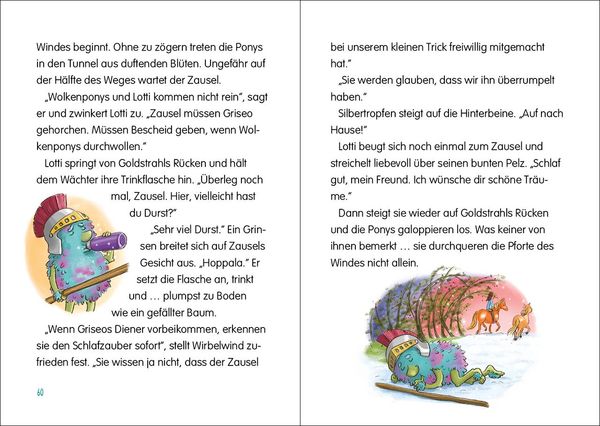 Windes beginnt. Ohne zu zögern treten die Ponys
in den Tunnel aus duftenden Blüten. Ungefähr auf
der Hälfte des Weges wartet der Zausel.
„Wolkenponys und Lotti kommen nicht rein“, sagt
er und zwinkert Lotti zu. „Zausel müssen Griseo
gehorchen. Müssen Bescheid geben, wenn Wol-
kenponys durchwollen.“
Lotti springt von Goldstrahls Rücken und hält
dem Wächter ihre Trinkflasche hin. „Überleg noch
mal, Zausel. Hier, vielleicht hast
du Durst?“
„Sehr viel Durst.“ Ein Grin-
sen breitet sich auf Zausels
Gesicht aus. „Hoppala.“ Er
setzt die Flasche an, trinkt
und … plumpst zu Boden
wie ein gefällter Baum.
„Wenn Griseos Diener vorbeikommen, erkennen
sie den Schlafzauber sofort“, stellt Wirbelwind zu-
frieden fest. „Sie wissen ja nicht, dass der Zausel
60
bei unserem kleinen Trick freiwillig mitgemacht
hat.“
„Sie werden glauben, dass wir ihn überrumpelt
haben.“
Silbertropfen steigt auf die Hinterbeine. „Auf nach
Hause!“
Lotti beugt sich noch einmal zum Zausel und
streichelt liebevoll über seinen bunten Pelz. „Schlaf
gut, mein Freund. Ich wünsche dir schöne Träu-
me.“
Dann steigt sie wieder auf Goldstrahls Rücken
und die Ponys galoppieren los. Was keiner von
ihnen bemerkt … sie durchqueren die Pforte des
Windes nicht allein.